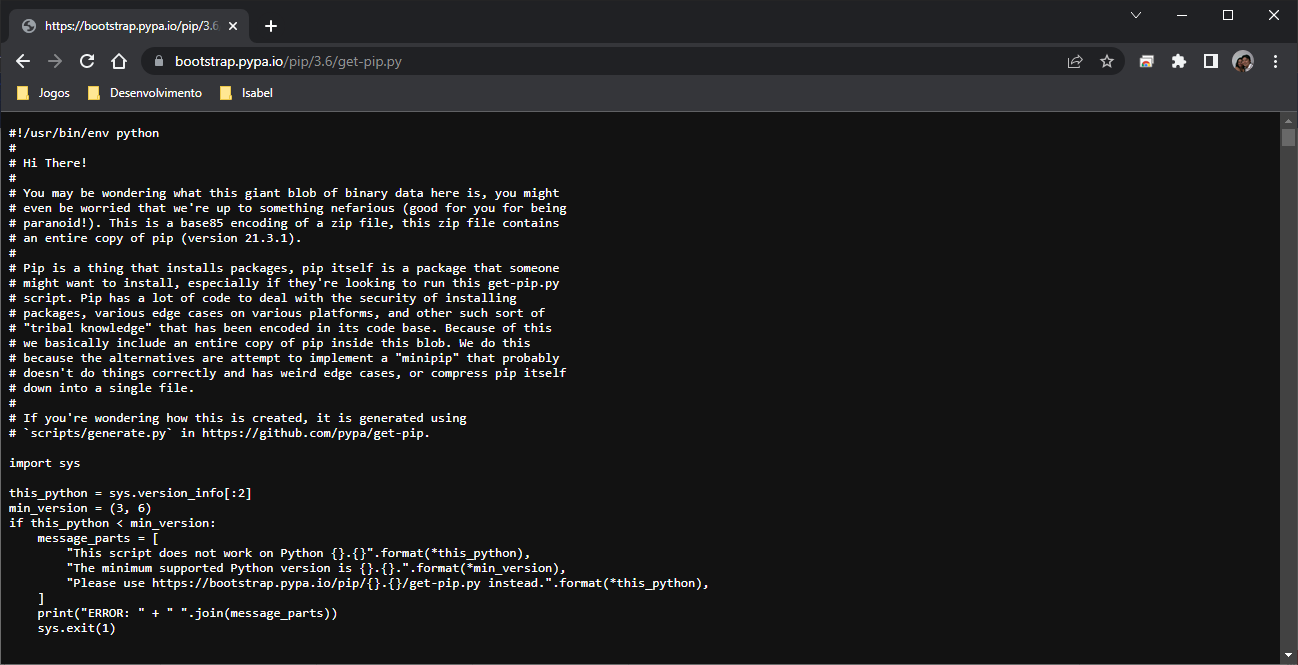 https://bootstrap.pypa.io/pip/3.6
bootstrap.pypa.io/pip/3.6/get-pip.py
Jogos Desenvolvimento Isabel
#!/usr/bin/env python
#
# Hi There!
#
# You may be wondering what this giant blob of binary data here is, you might
# even be worried that we're up to something nefarious (good for you for being
# paranoid!). This is a base85 encoding of a zip file, this zip file contains
# an entire copy of pip (version 21.3.1).
#
# Pip is a thing that installs packages, pip itself is a package that someone
# might want to install, especially if they're looking to run this get-pip.py
# script. Pip has a lot of code to deal with the security of installing
# packages, various edge cases on various platforms, and other such sort of
# "tribal knowledge" that has been encoded in its code base. Because of this
# we basically include an entire copy of pip inside this blob. We do this
# because the alternatives are attempt to implement a "minipip" that probably
# doesn't do things correctly and has weird edge cases, or compress pip itself
# down into a single file.
#
# If you're wondering how this is created, it is generated using
# `scripts/generate.py` in https://github.com/pypa/get-pip.

import sys

this_python = sys.version_info[:2]
min_version = (3, 6)
if this_python < min_version:
    message_parts = [
        "This script does not work on Python {}.{}".format(*this_python),
        "The minimum supported Python version is {}.{}.".format(*min_version),
        "Please use https://bootstrap.pypa.io/pip/{}.{}/get-pip.py instead.".format(*this_python),
    ]
    print("ERROR: " + " ".join(message_parts))
    sys.exit(1)